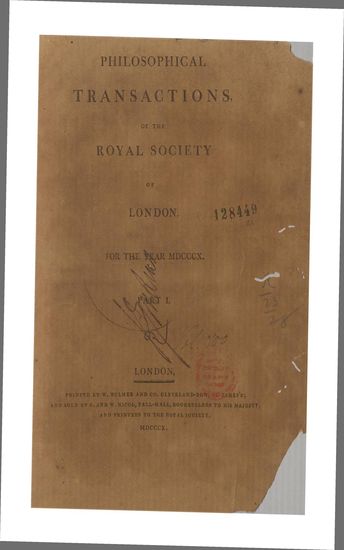 PHILOSOPHICAL
TRANSACTIONS,
OF THE
ROYAL SOCIETY
OF
LONDON.
128449
FOR THE YEAR MDCCCX.
PART I.
LONDON,
PRINTED BY W. BULMER AND CO. CLEVELAND-ROW, ST. JAMES'S;
AND SOLD BY G. AND W. NICOL, PALL-MALL, BOOKSELLERS TO HIS MAJESTY,
AND PRINTERS TO THE ROYAL SOCIETY.
MDCCCX.